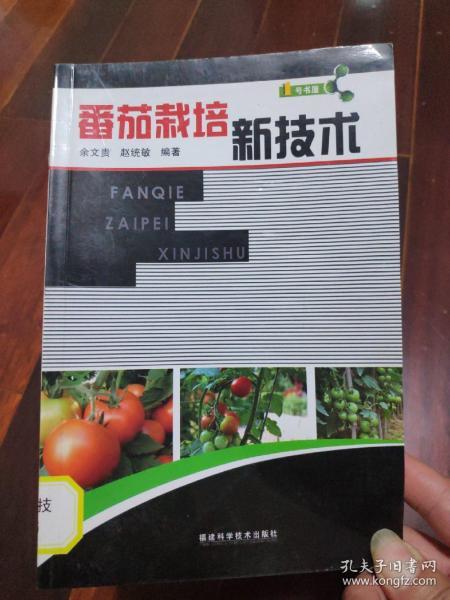 1号书屋
番茄栽培
新技术
余文贵 赵统敏 编著
FANQIE
ZAIPEI
XINJISHU
技
福建科学技术出版社
孔夫子旧书网
www.kongfz.com